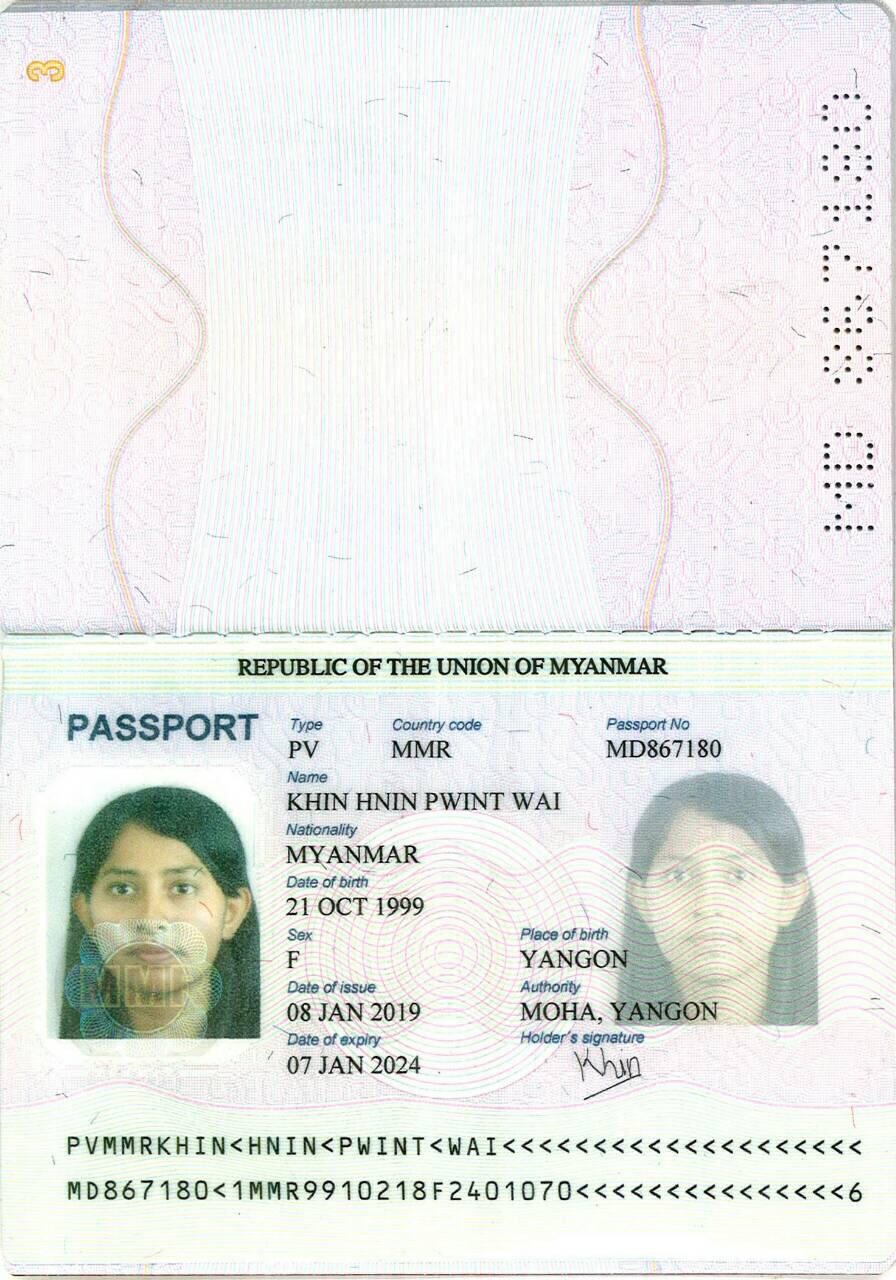 3
MD 867180
REPUBLIC OF THE UNION OF MYANMAR
PASSPORT
Type Country code Passport No
PV MMR MD867180
Name
KHIN HNIN PWINT WAI
Nationality
MYANMAR
Date of birth
21 OCT 1999
Sex Place of birth
F YANGON
Date of issue Authority
08 JAN 2019 MOHA, YANGON
Date of expiry Holder's signature
07 JAN 2024 Khin
MMR
PVMMRKHIN<HNIN<PWINT<WAI<<<<<<<<<<<<<<<<<<<<
MD867180<1MMR9910218F2401070<<<<<<<<<<<<<<<6